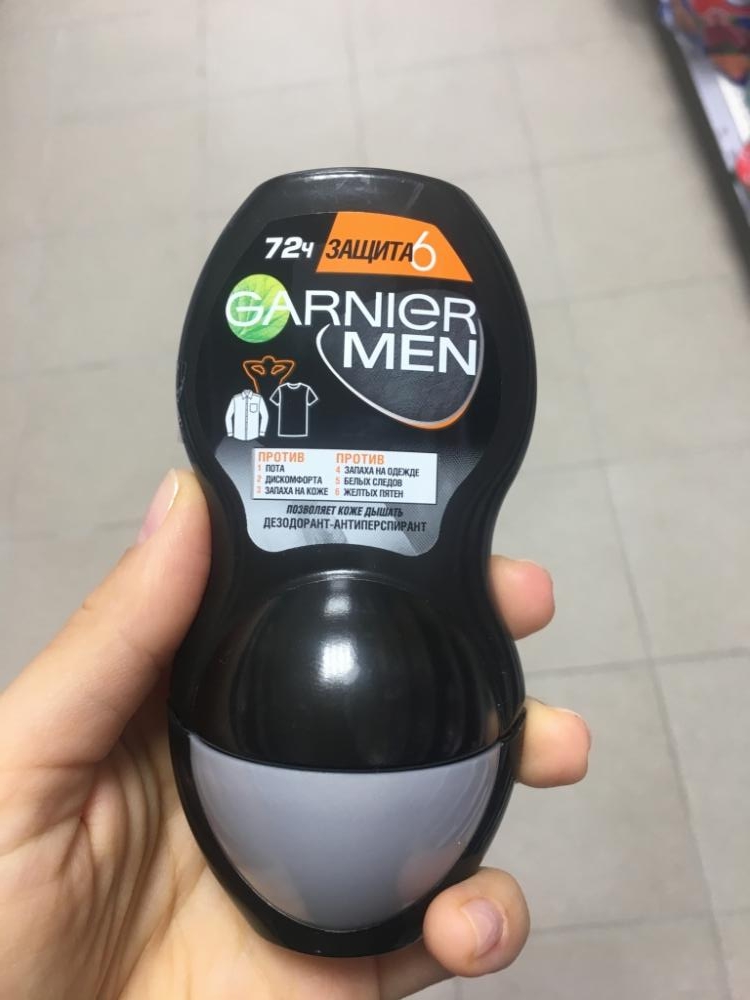 72ч ЗАЩИТА 6
GARNIER
MEN
ПРОТИВ
1 ПОТА
2 ДИСКОМФОРТА
3 ЗАПАХА НА КОЖЕ
ПРОТИВ
4 ЗАПАХА НА ОДЕЖДЕ
5 БЕЛЫХ СЛЕДОВ
6 ЖЕЛТЫХ ПЯТЕН
ПОЗВОЛЯЕТ КОЖЕ ДЫШАТЬ
ДЕЗОДОРАНТ-АНТИПЕРСПИРАНТ